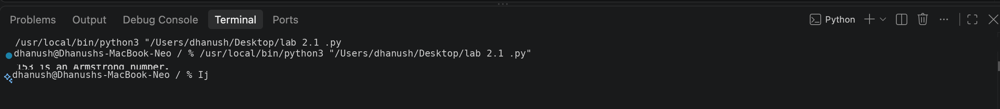 Problems Output Debug Console Terminal Ports Python
/usr/local/bin/python3 "/Users/dhanush/Desktop/lab 2.1 .py
dhanush@Dhanushs-MacBook-Neo / % /usr/local/bin/python3 "/Users/dhanush/Desktop/lab 2.1 .py"
153 is an Armstrong number.
dhanush@Dhanushs-MacBook-Neo / % Ij